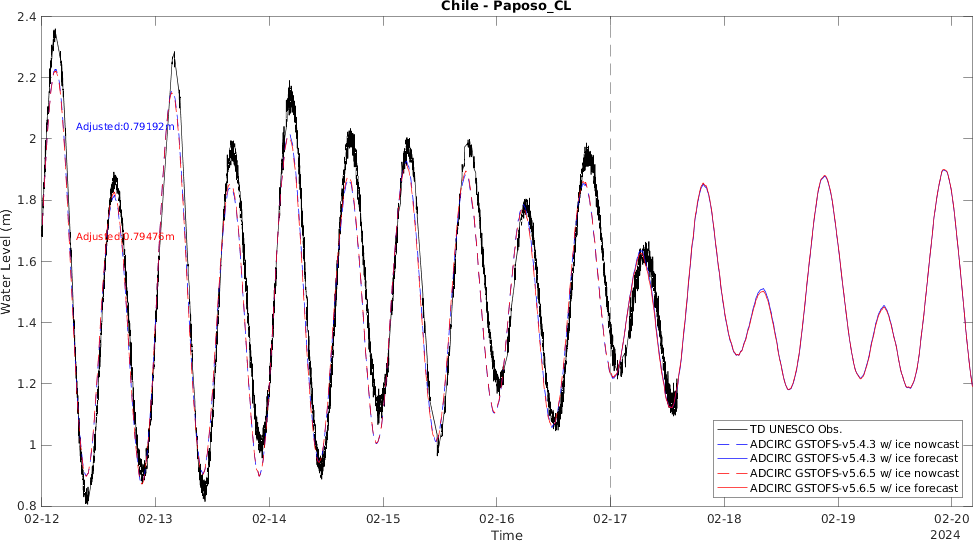 Chile - Paposo_CL
2.4
2.2
2
1.8
1.6
1.4
1.2
1
0.8
Water Level (m)
Adjusted:0.79192m
Adjusted:0.79475m
TD UNESCO Obs.
ADCIRC GSTOFS-v5.4.3 w/ ice nowcast
ADCIRC GSTOFS-v5.4.3 w/ ice forecast
ADCIRC GSTOFS-v5.6.5 w/ ice nowcast
ADCIRC GSTOFS-v5.6.5 w/ ice forecast
02-12 02-13 02-14 02-15 02-16 02-17 02-18 02-19 02-20
Time
2024